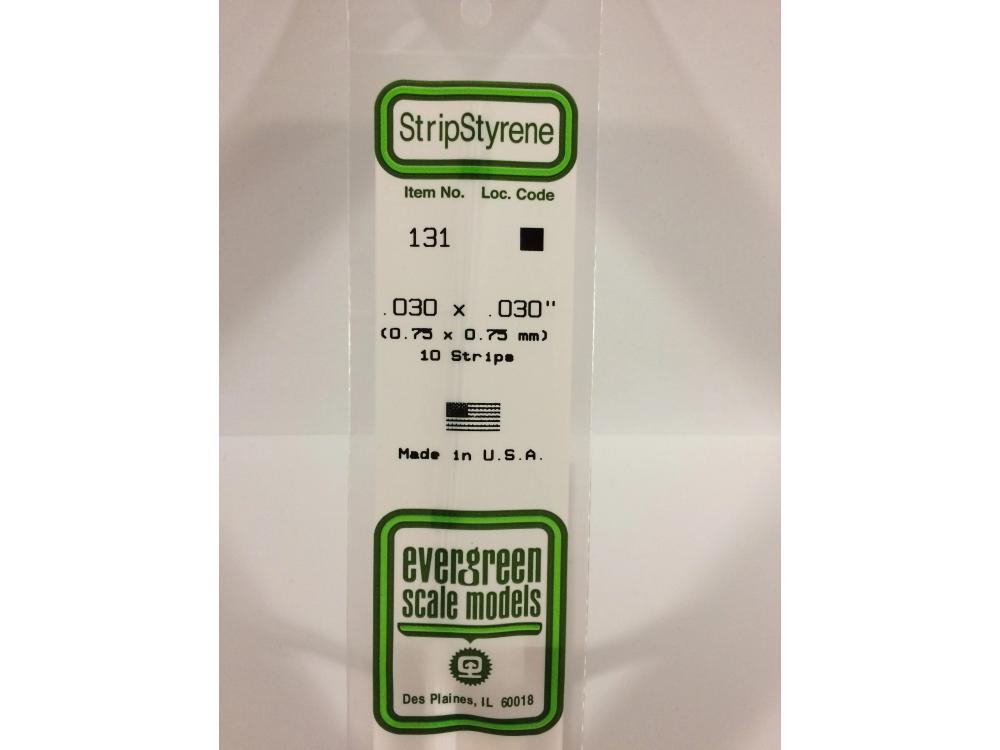 StripStyrene
Item No. Loc. Code
131
.030 x .030"
(0.75 x 0.75 mm)
10 Strips
Made in U.S.A.
evergreen
scale models
Des Plaines, IL 60018